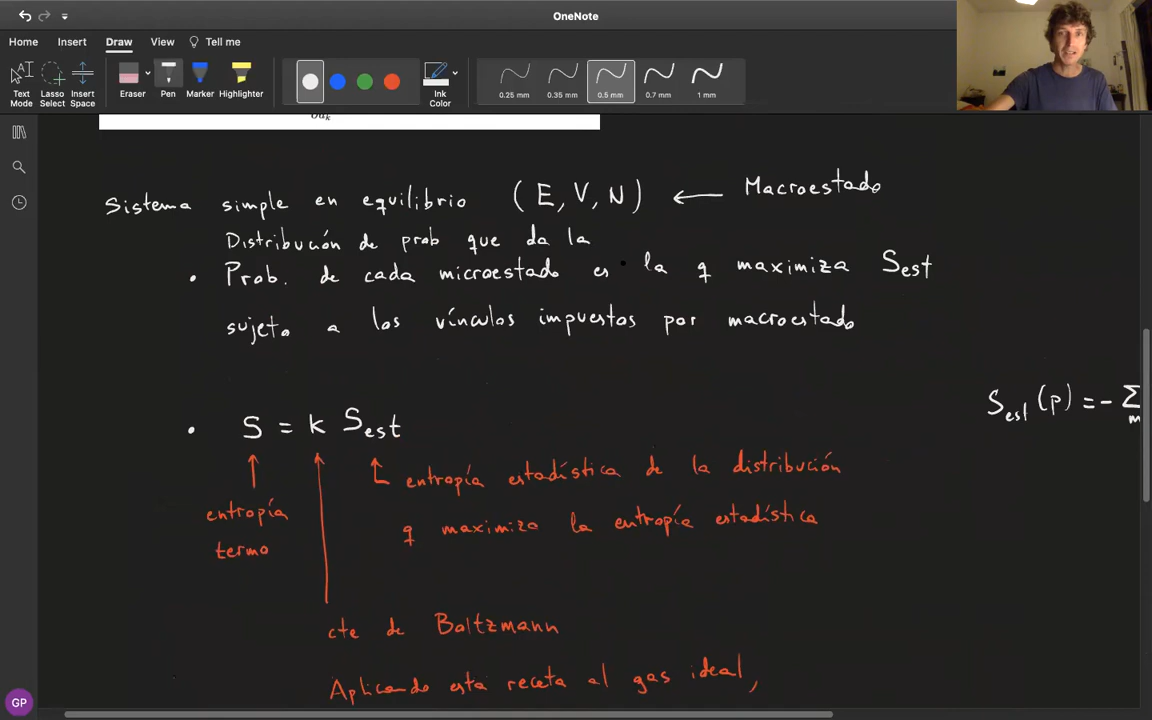 OneNote
Home Insert Draw View Tell me
Text Mode Lasso Select Insert Space Eraser Pen Marker Highlighter Ink Color 0.25 mm 0.35 mm 0.5 mm 0.7 mm 1 mm
Sistema simple en equilibrio (E, V, N) ← Macroestado
Distribución de prob que da la
• Prob. de cada microestado es la q maximiza Sest
sujeto a los vínculos impuestos por macroestado
Sest (p) = - Σ
m
• S = k Sest
entropía estadística de la distribución
q maximiza la entropía estadística
entropía
termo
cte de Boltzmann
Aplicando esta receta al gas ideal,
GP